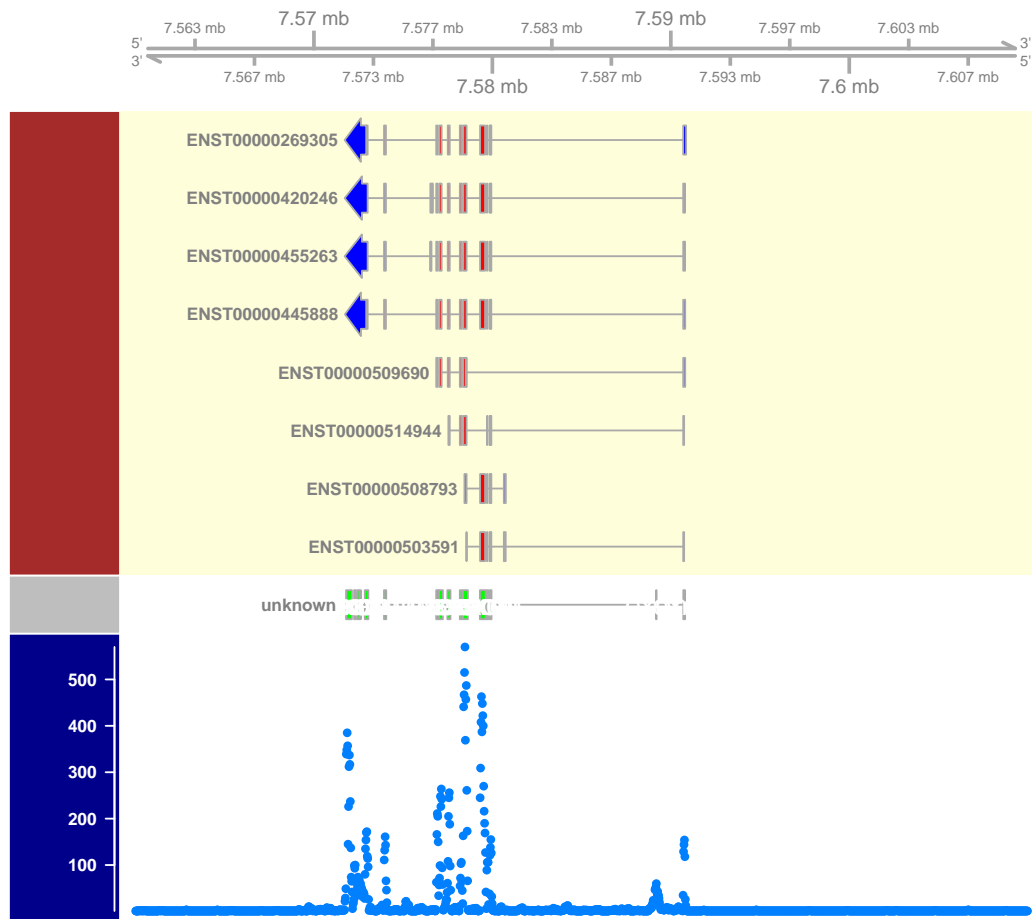 7.563 mb 7.57 mb 7.577 mb 7.583 mb 7.59 mb 7.597 mb 7.603 mb
5' 3'
3' 5'
7.567 mb 7.573 mb 7.58 mb 7.587 mb 7.593 mb 7.6 mb 7.607 mb
ENST00000269305
ENST00000420246
ENST00000455263
ENST00000445888
ENST00000509690
ENST00000514944
ENST00000508793
ENST00000503591
unknown
500
400
300
200
100